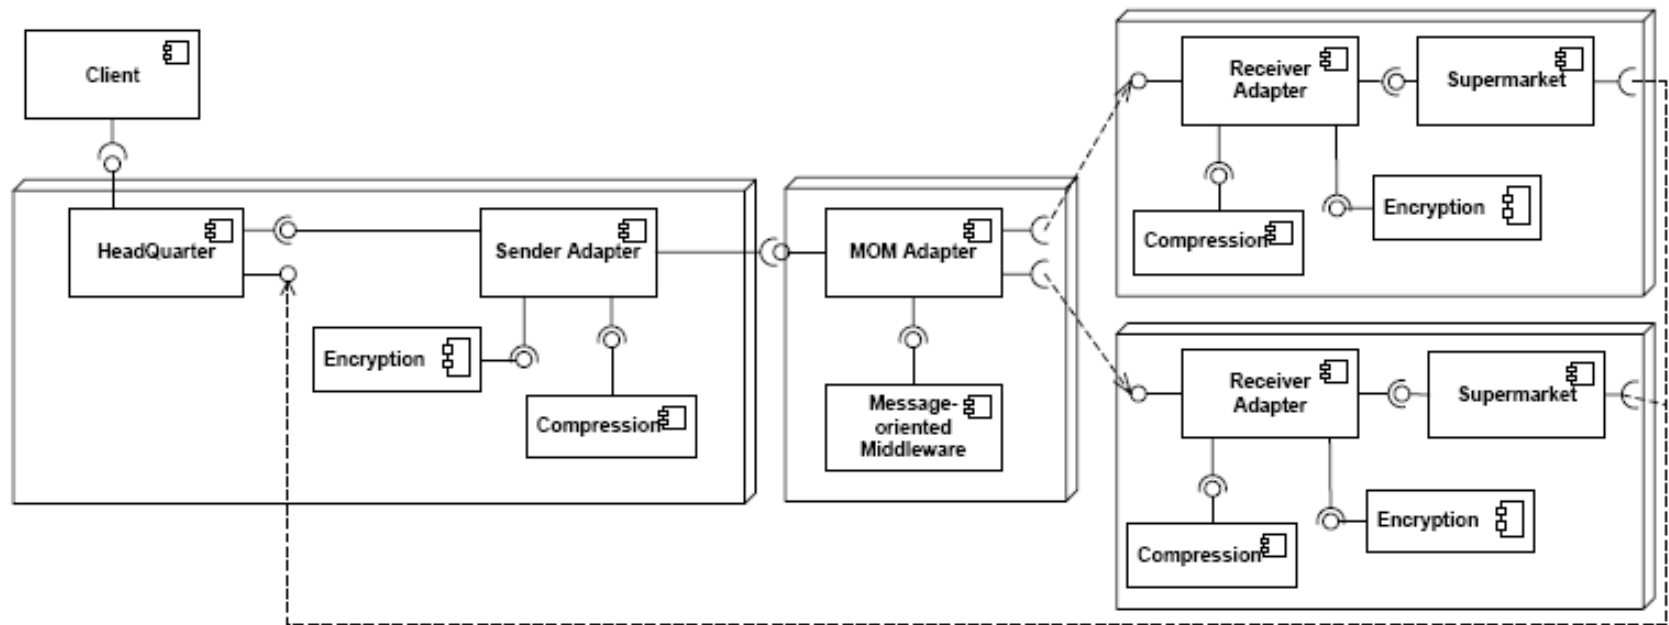 Client
HeadQuarter
Sender Adapter
Encryption
Compression
MOM Adapter
Message-
oriented
Middleware
Receiver
Adapter
Supermarket
Compression
Encryption
Receiver
Adapter
Supermarket
Compression
Encryption